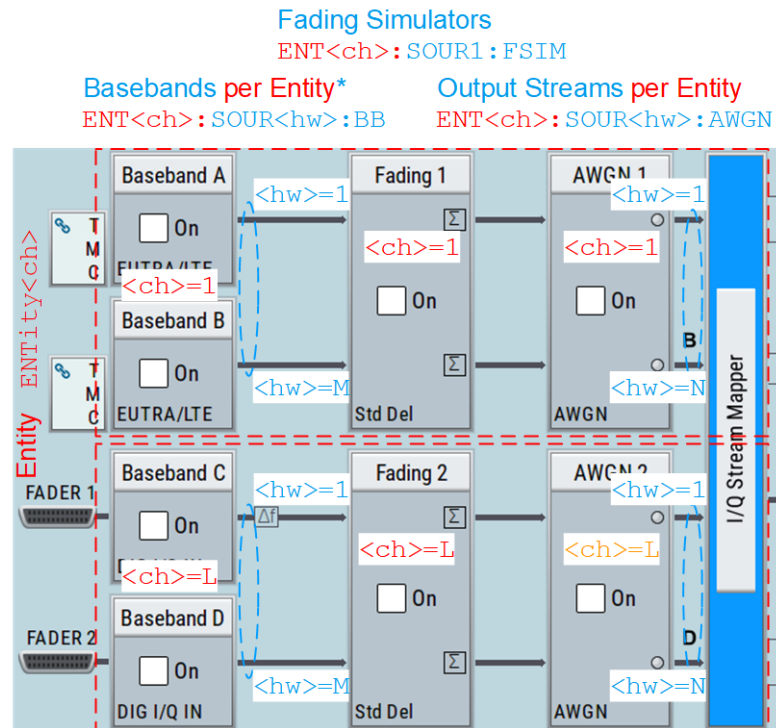 Fading Simulators
ENT<ch>:SOUR1:FSIM
Basebands per Entity*
ENT<ch>:SOUR<hw>:BB
Output Streams per Entity
ENT<ch>:SOUR<hw>:AWGN
Entity ENTity<ch>
Baseband A
On
EUTRA/LTE
T
M
C
<ch>=1
Baseband B
On
EUTRA/LTE
T
M
C
<hw>=1
<hw>=M
Fading 1
Σ
<ch>=1
On
Σ
Std Del
AWGN 1
<ch>=1
On
AWGN
<hw>=1
B
<hw>=N
I/Q Stream Mapper
FADER 1
Baseband C
On
<ch>=L
FADER 2
Baseband D
On
DIG I/Q IN
<hw>=1
Δf
<hw>=M
Fading 2
Σ
<ch>=L
On
Σ
Std Del
AWGN 2
<ch>=L
On
AWGN
<hw>=1
D
<hw>=N